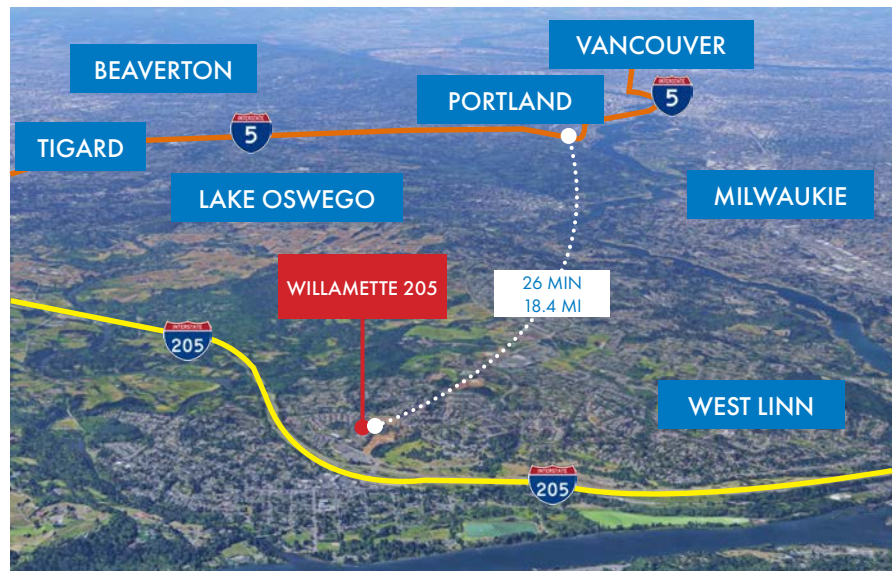 VANCOUVER
BEAVERTON
INTERSTATE
5
PORTLAND
INTERSTATE
5
TIGARD
LAKE OSWEGO
MILWAUKIE
WILLAMETTE 205
26 MIN
18.4 MI
INTERSTATE
205
WEST LINN
INTERSTATE
205